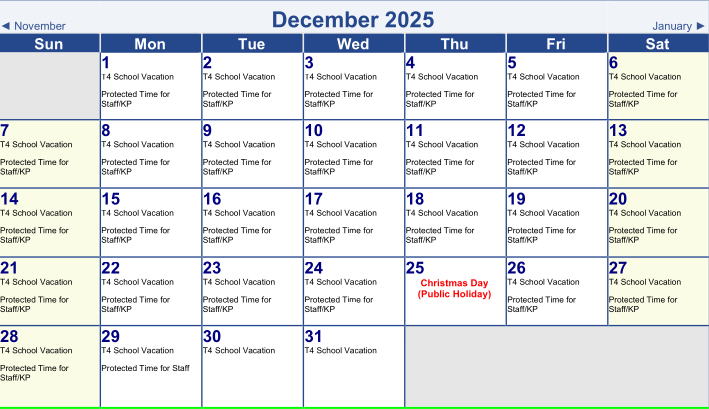 December 2025
◄ November
January ►
Sun Mon Tue Wed Thu Fri Sat
1
T4 School Vacation
Protected Time for
Staff/KP
2
T4 School Vacation
Protected Time for
Staff/KP
3
T4 School Vacation
Protected Time for
Staff/KP
4
T4 School Vacation
Protected Time for
Staff/KP
5
T4 School Vacation
Protected Time for
Staff/KP
6
T4 School Vacation
Protected Time for
Staff/KP
7
T4 School Vacation
Protected Time for
Staff/KP
8
T4 School Vacation
Protected Time for
Staff/KP
9
T4 School Vacation
Protected Time for
Staff/KP
10
T4 School Vacation
Protected Time for
Staff/KP
11
T4 School Vacation
Protected Time for
Staff/KP
12
T4 School Vacation
Protected Time for
Staff/KP
13
T4 School Vacation
Protected Time for
Staff/KP
14
T4 School Vacation
Protected Time for
Staff/KP
15
T4 School Vacation
Protected Time for
Staff/KP
16
T4 School Vacation
Protected Time for
Staff/KP
17
T4 School Vacation
Protected Time for
Staff/KP
18
T4 School Vacation
Protected Time for
Staff/KP
19
T4 School Vacation
Protected Time for
Staff/KP
20
T4 School Vacation
Protected Time for
Staff/KP
21
T4 School Vacation
Protected Time for
Staff/KP
22
T4 School Vacation
Protected Time for
Staff/KP
23
T4 School Vacation
Protected Time for
Staff/KP
24
T4 School Vacation
Protected Time for
Staff/KP
25
Christmas Day
(Public Holiday)
26
T4 School Vacation
Protected Time for
Staff/KP
27
T4 School Vacation
Protected Time for
Staff/KP
28
T4 School Vacation
Protected Time for
Staff/KP
29
T4 School Vacation
Protected Time for Staff
30
T4 School Vacation
31
T4 School Vacation